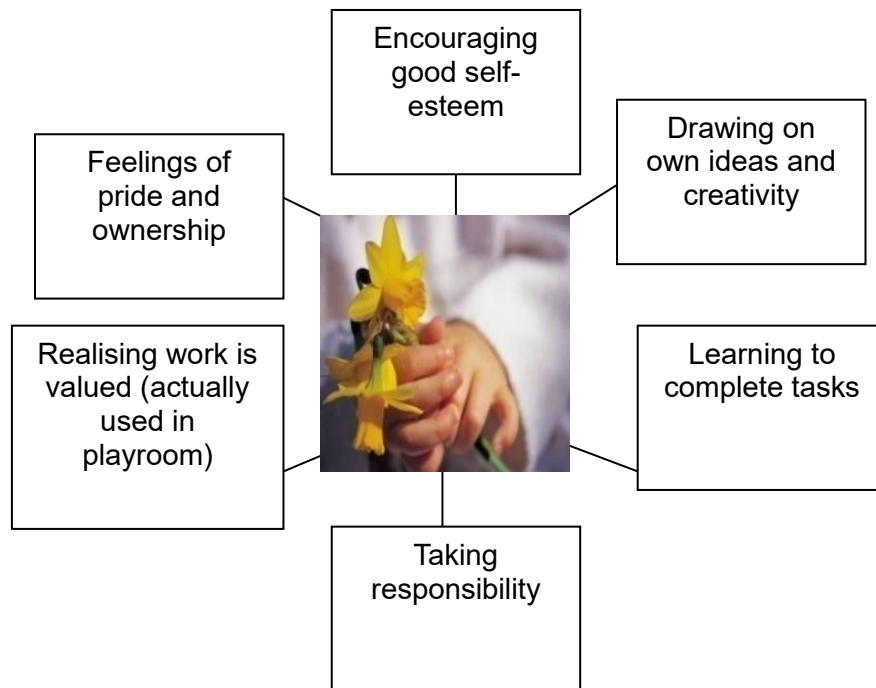 Encouraging
good self-
esteem
Drawing on
own ideas and
creativity
Feelings of
pride and
ownership
Realising work is
valued (actually
used in
playroom)
Learning to
complete tasks
Taking
responsibility